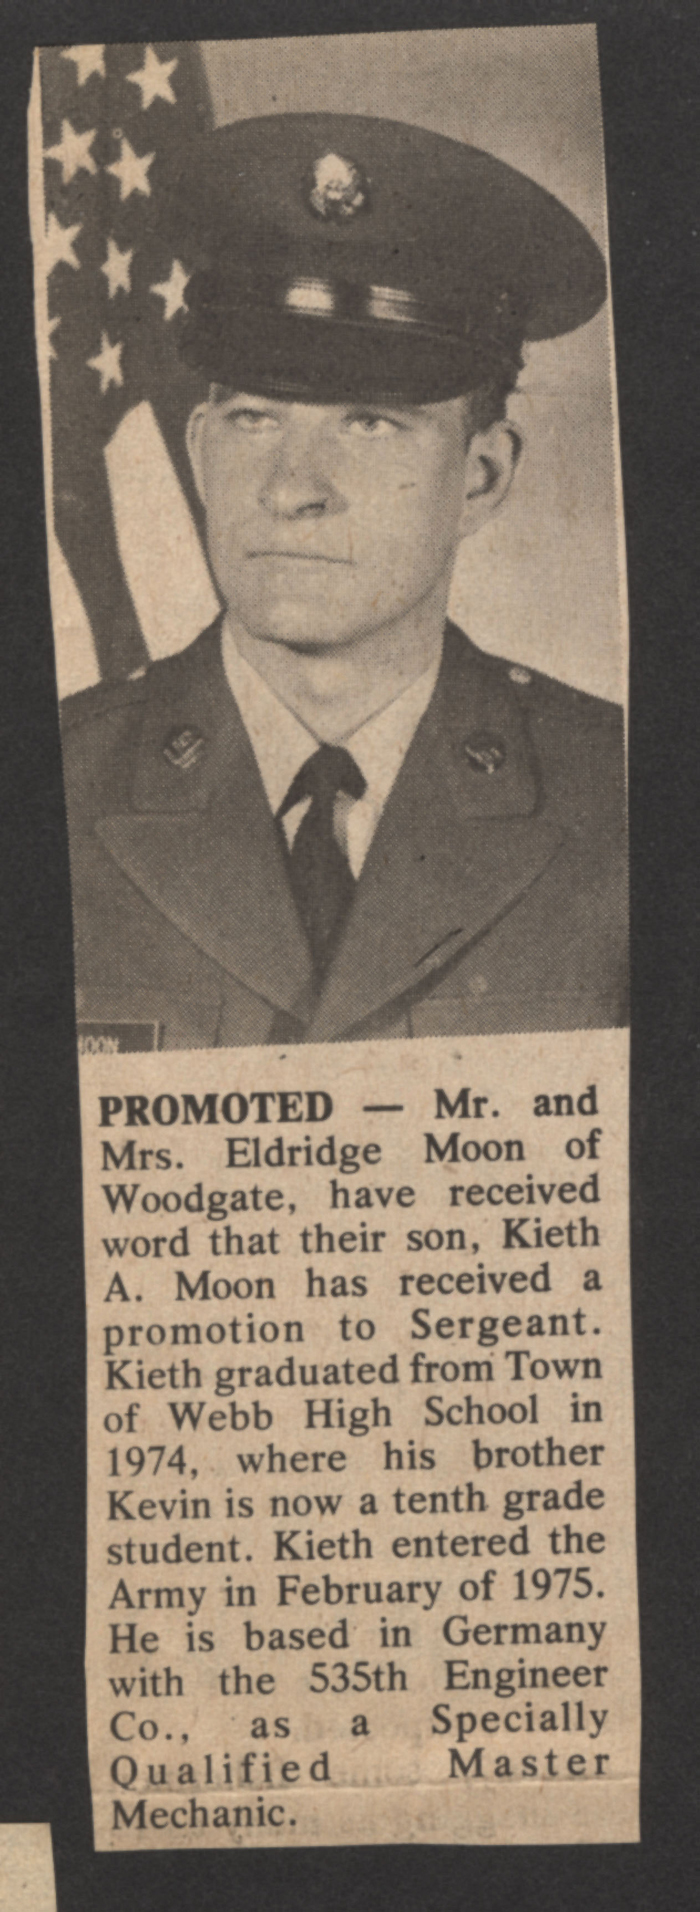 MOON
PROMOTED — Mr. and
Mrs. Eldridge Moon of
Woodgate, have received
word that their son, Kieth
A. Moon has received a
promotion to Sergeant.
Kieth graduated from Town
of Webb High School in
1974, where his brother
Kevin is now a tenth grade
student. Kieth entered the
Army in February of 1975.
He is based in Germany
with the 535th Engineer
Co., as a Specially
Qualified Master
Mechanic.